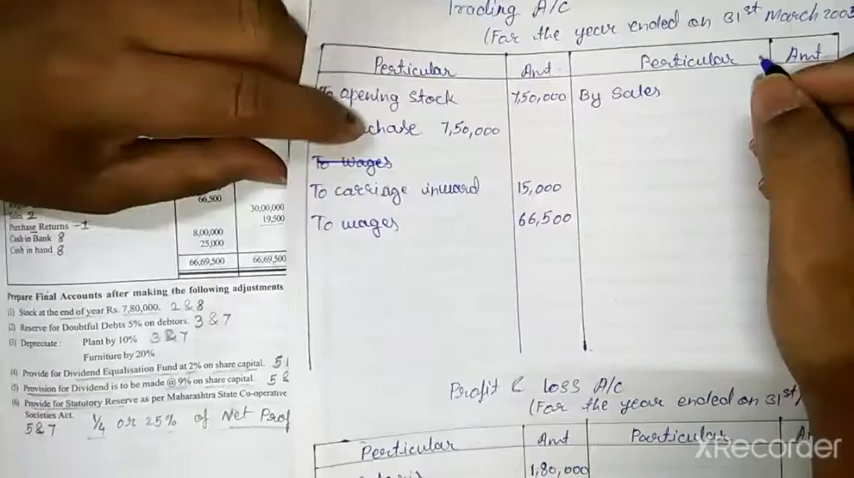 Trading A/C
(For the year ended on 31st March 2003
Perticular Amt. Perticular Amt
To opening stock 7,50,000 By Sales
chase 7,50,000
To wages
To carriage inward 15,000
To wages 66,500
66,500
2 30,00,000
Purchase Returns -1 19,500
Cash in Bank 8 8,00,000
Cash in hand 8 25,000
66,69,500 66,69,500
Prepare Final Accounts after making the following adjustments
(1) Stock at the end of year Rs. 7,80,000. 2 & 8
(2) Reserve for Doubtful Debts 5% on debtors. 3 & 7
(3) Depreciate : Plant by 10% 3 & 7
Furniture by 20%
(4) Provide for Dividend Equalisation Fund at 2% on share capital. 5
(5) Provision for Dividend is to be made @ 9% on share capital. 5 &
(6) Provide for Statutory Reserve as per Maharashtra State Co-operative
Societies Act. 1/4 or 25% of Net Prof
5 & 7
Profit & loss A/C
(For the year ended on 31st
Perticular Amt Particular A
1,80,000
XRecorder